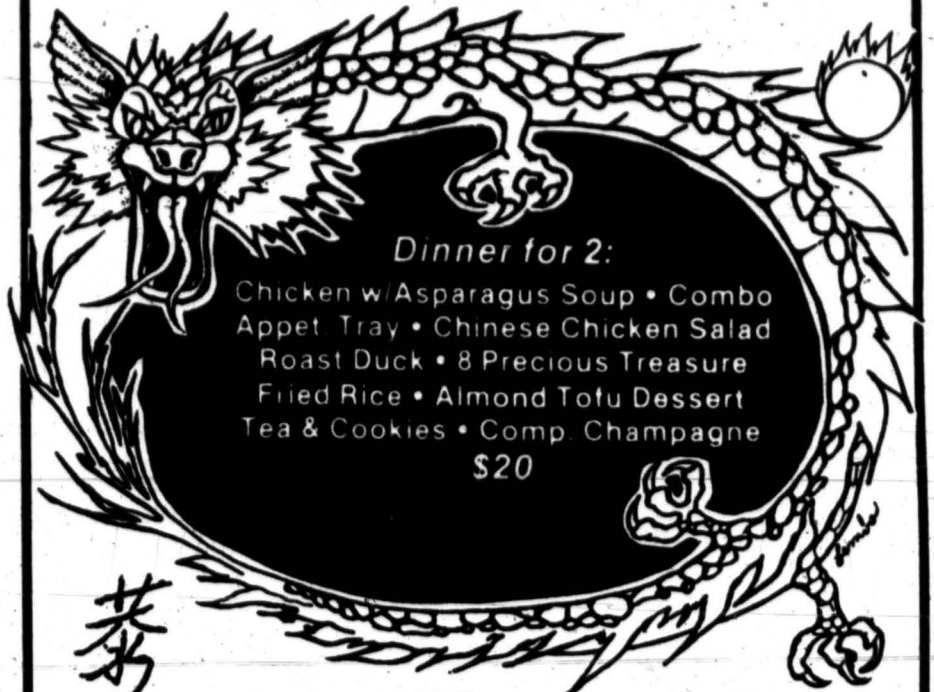 Dinner for 2:
Chicken w/Asparagus Soup • Combo
Appet. Tray • Chinese Chicken Salad
Roast Duck • 8 Precious Treasure
Fried Rice • Almond Tofu Dessert
Tea & Cookies • Comp. Champagne
$20